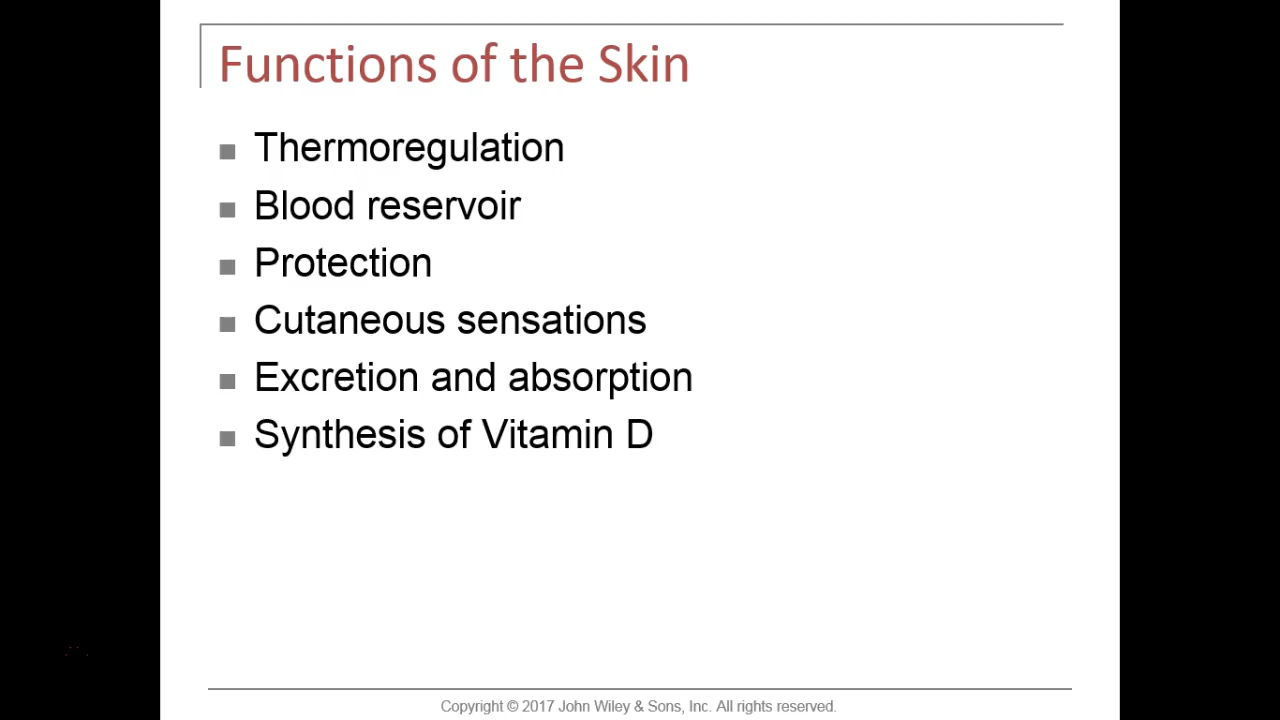 Functions of the Skin
Thermoregulation
Blood reservoir
Protection
Cutaneous sensations
Excretion and absorption
Synthesis of Vitamin D
Copyright © 2017 John Wiley & Sons, Inc. All rights reserved.